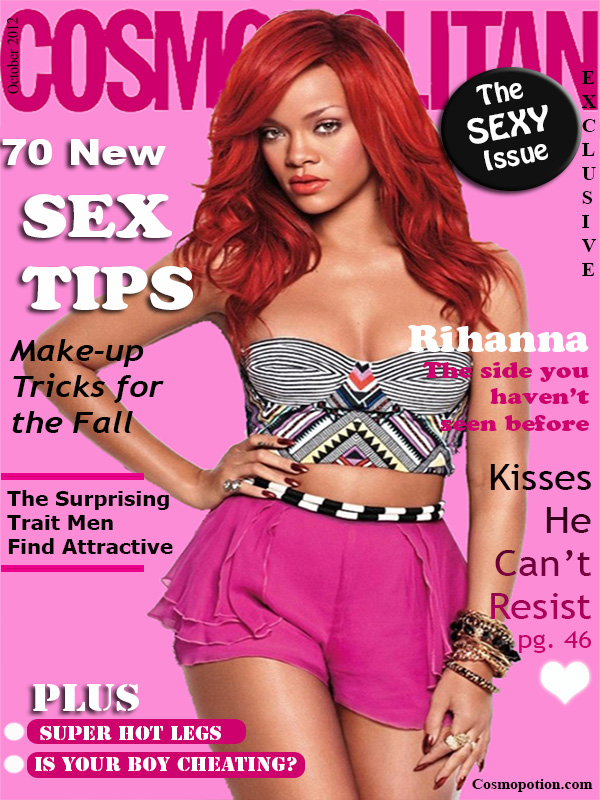 October 2012
COSMOPOLITAN
The
SEXY
Issue
EXCLUSIVE
70 New
SEX
TIPS
Make-up
Tricks for
the Fall
Rihanna
The side you
haven't
seen before
The Surprising
Trait Men
Find Attractive
Kisses
He
Can't
Resist
pg. 46
PLUS
SUPER HOT LEGS
IS YOUR BOY CHEATING?
Cosmopotion.com